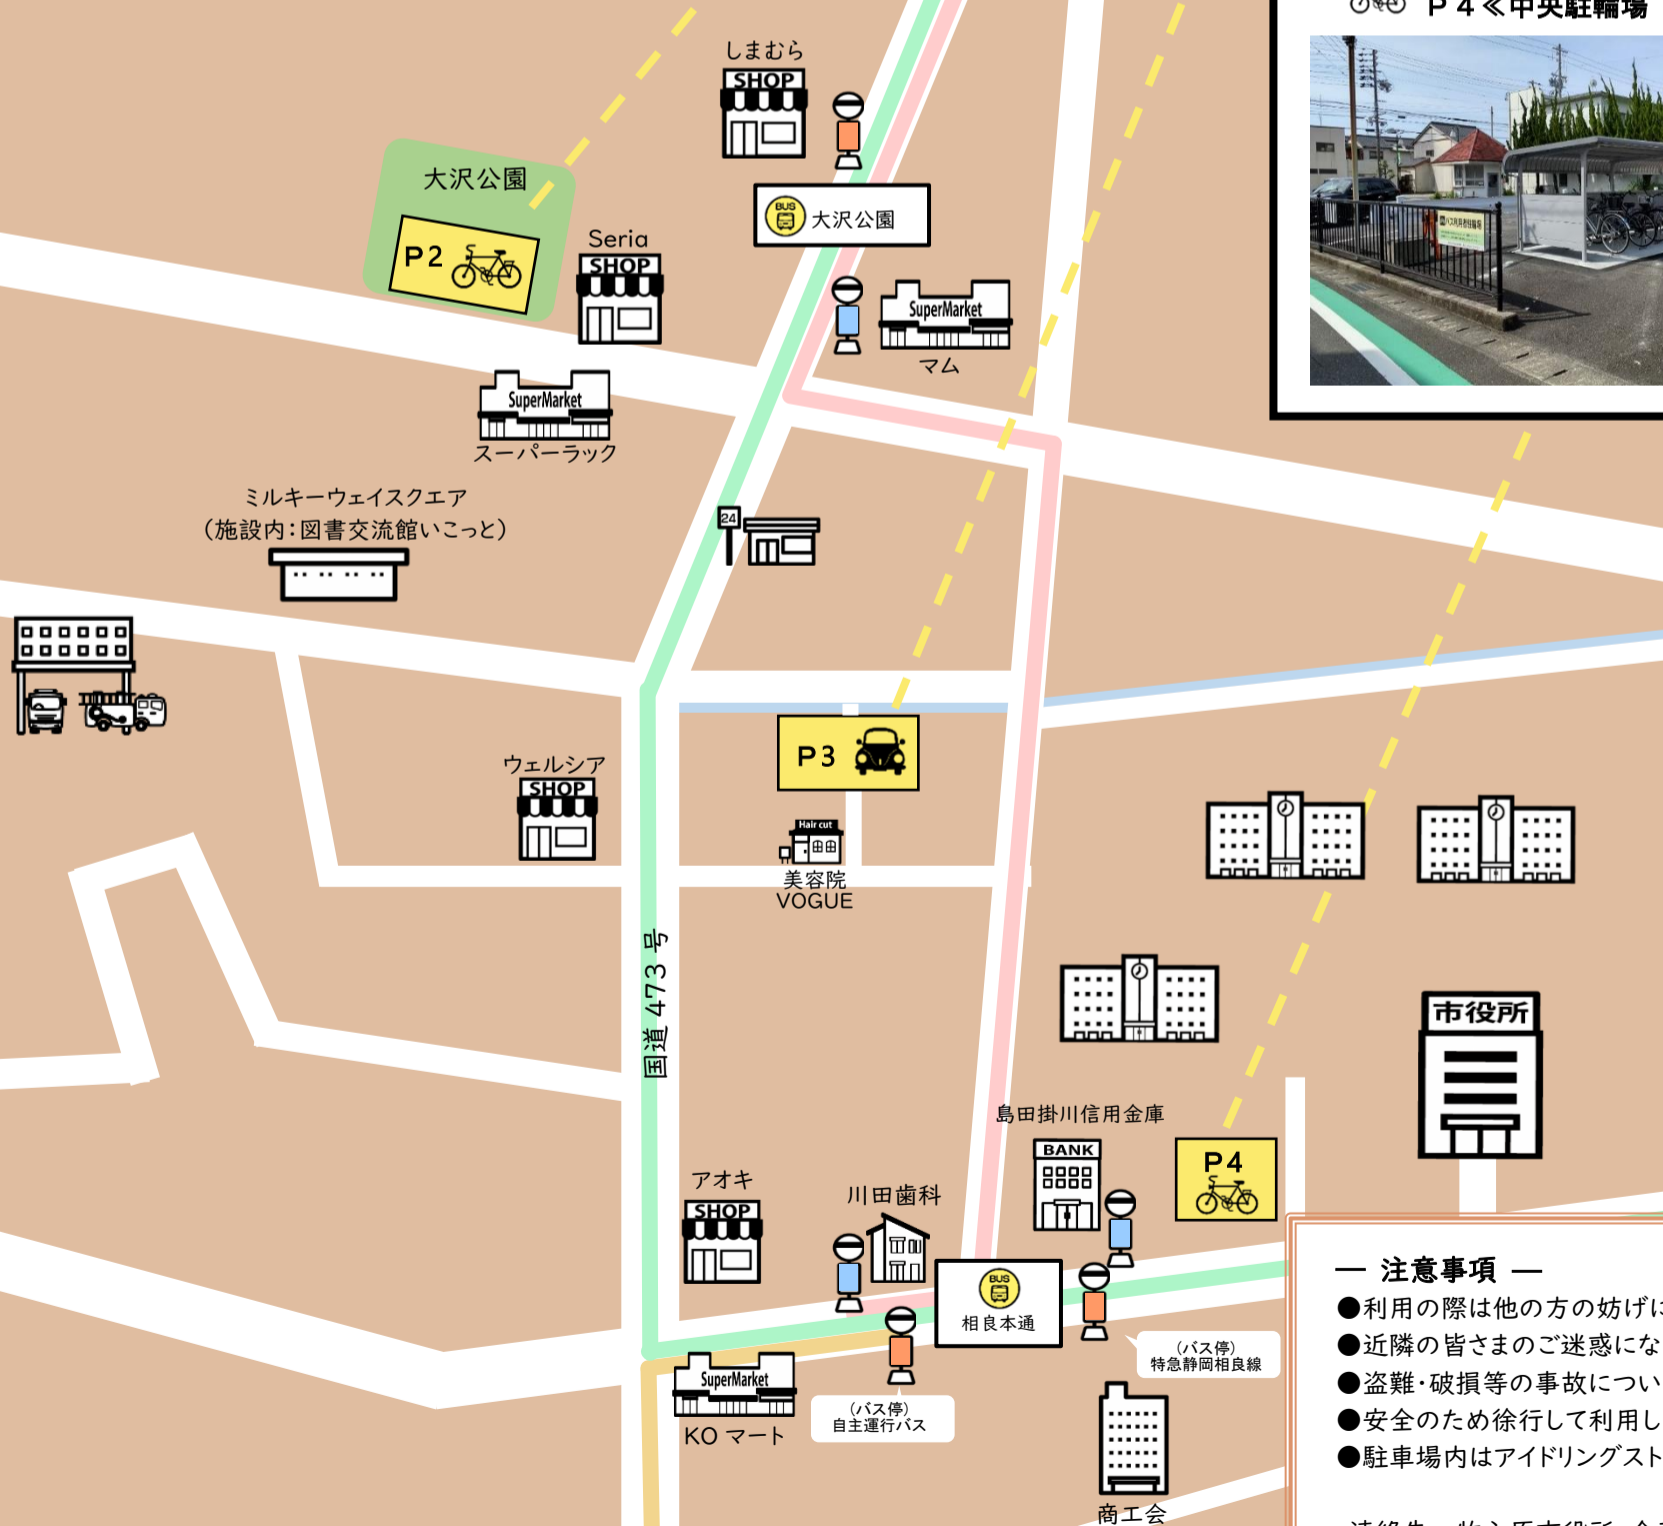 P4≪中央駐輪場
しまむら
SHOP
大沢公園
BUS
大沢公園
P2
Seria
SHOP
SuperMarket
マム
SuperMarket
スーパーラック
ミルキーウェイスクエア
（施設内：図書交流館いこっと）
24
P3
ウェルシア
SHOP
Hair cut
美容院
VOGUE
国道 473 号
市役所
島田掛川信用金庫
BANK
P4
アオキ
SHOP
川田歯科
BUS
相良本通
（バス停）
特急静岡相良線
SuperMarket
KO マート
（バス停）
自主運行バス
商工会
― 注意事項 ―
●利用の際は他の方の妨げに
●近隣の皆さまのご迷惑にな
●盗難・破損等の事故につい
●安全のため徐行して利用し
●駐車場内はアイドリングスト